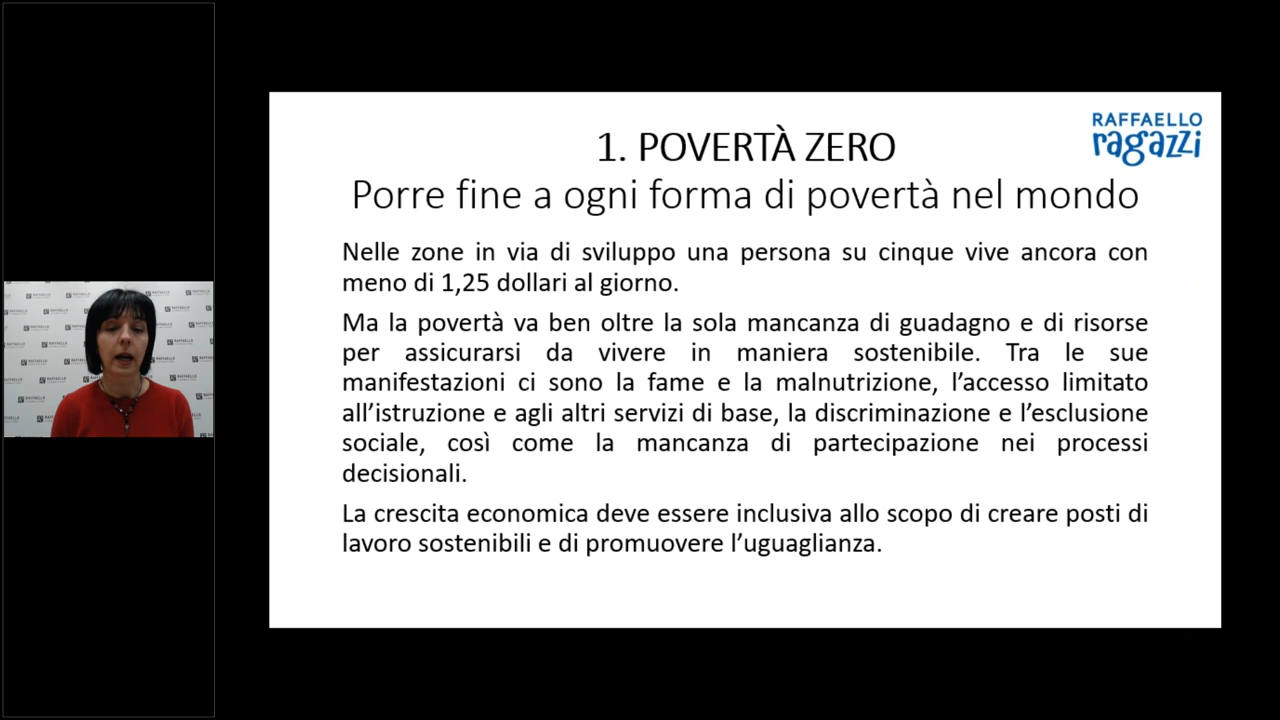 RAFFAELLO
ragazzi
1. POVERTÀ ZERO
Porre fine a ogni forma di povertà nel mondo
Nelle zone in via di sviluppo una persona su cinque vive ancora con
meno di 1,25 dollari al giorno.
Ma la povertà va ben oltre la sola mancanza di guadagno e di risorse
per assicurarsi da vivere in maniera sostenibile. Tra le sue
manifestazioni ci sono la fame e la malnutrizione, l’accesso limitato
all’istruzione e agli altri servizi di base, la discriminazione e l’esclusione
sociale, così come la mancanza di partecipazione nei processi
decisionali.
La crescita economica deve essere inclusiva allo scopo di creare posti di
lavoro sostenibili e di promuovere l’uguaglianza.